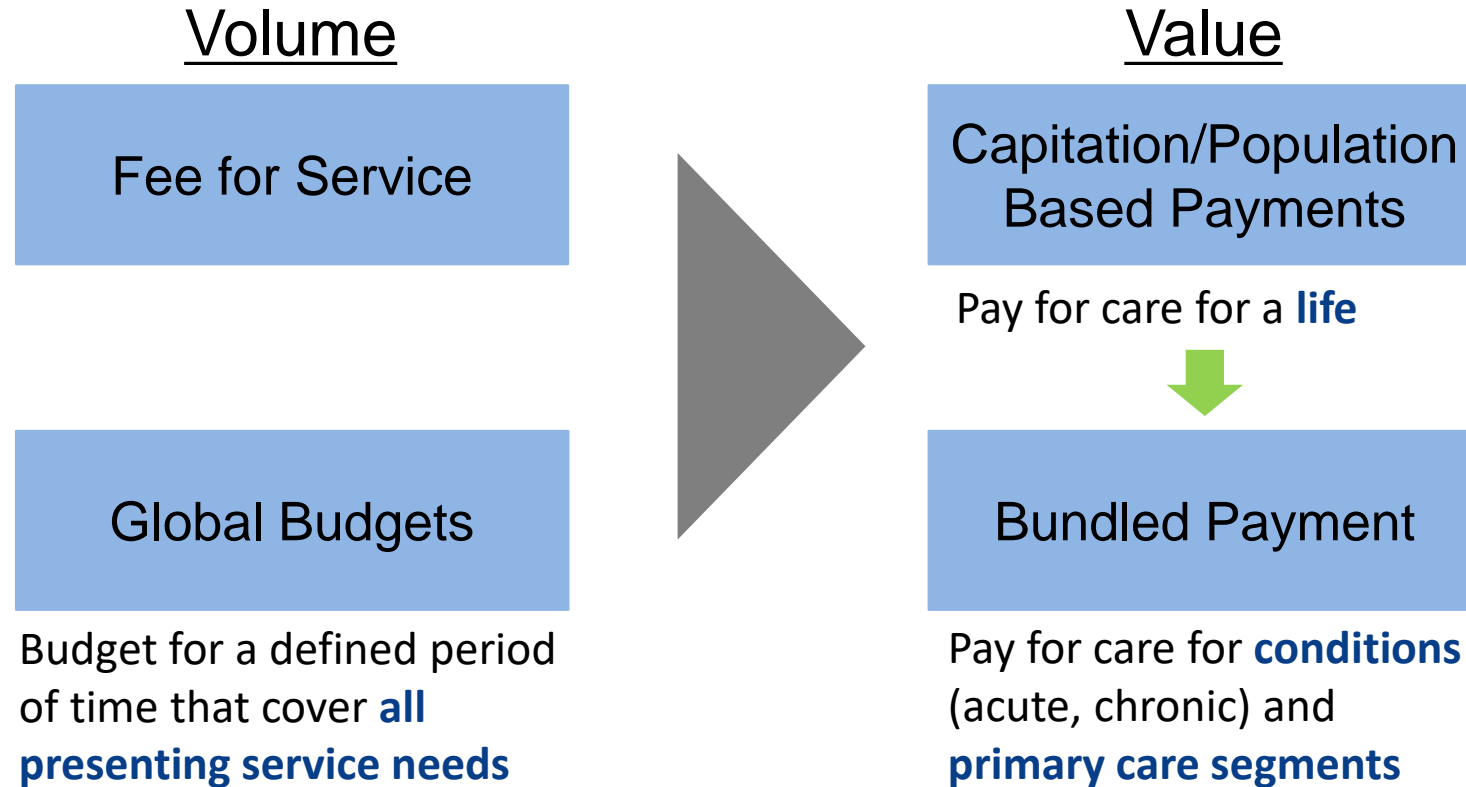 Volume
Fee for Service
Global Budgets
Budget for a defined period
of time that cover all
presenting service needs
Value
Capitation/Population
Based Payments
Pay for care for a life
Bundled Payment
Pay for care for conditions
(acute, chronic) and
primary care segments